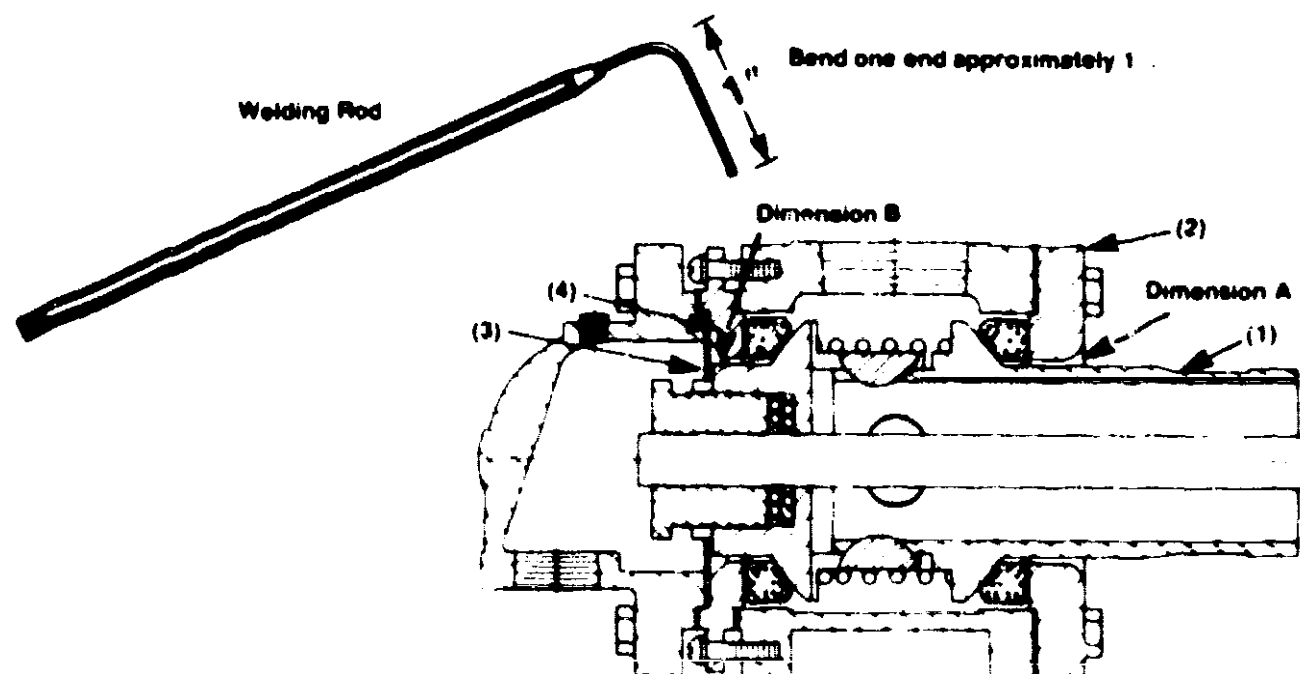 Bend one end approximately 1
1"
Welding Rod
Dimension B
(2)
(4)
Dimension A
(3)
(1)